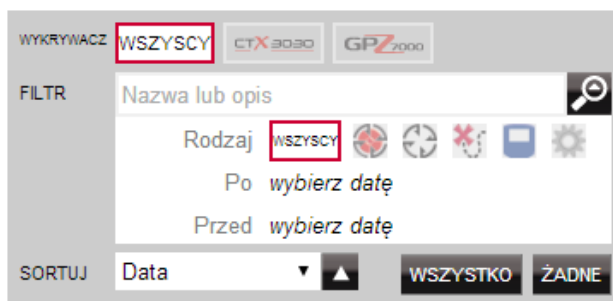 WYKRYWACZ WSZYSCY CTX 3030 GPZ 7000
FILTR Nazwa lub opis
Rodzaj WSZYSCY
Po wybierz datę
Przed wybierz datę
SORTUJ Data WSZYSTKO ŻADNE